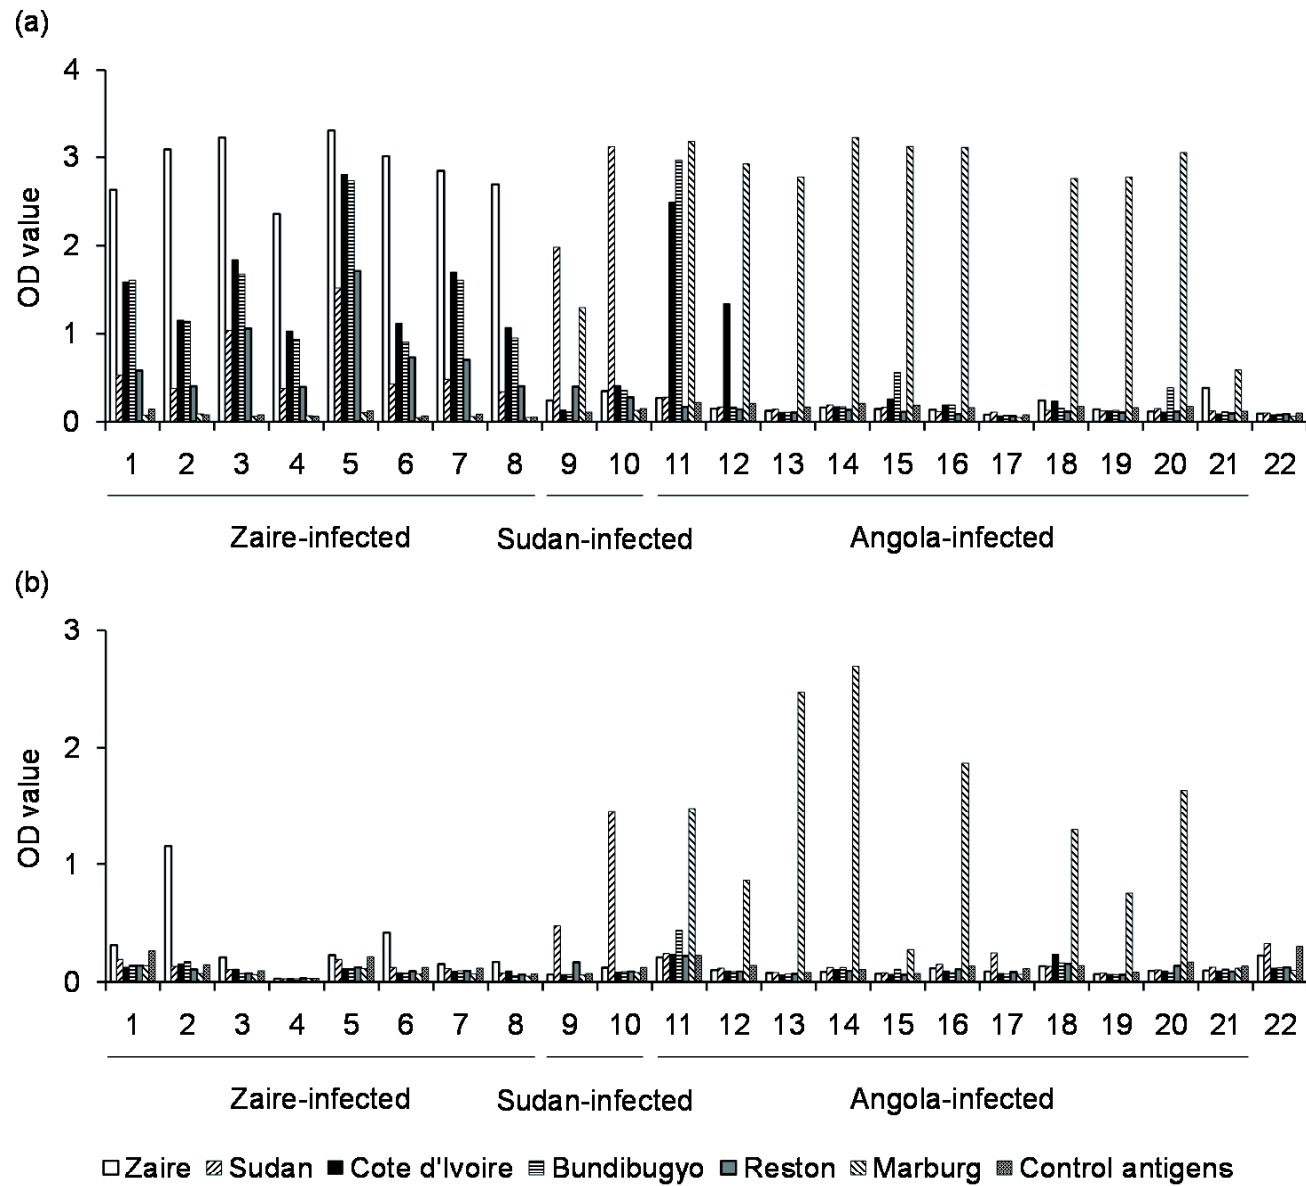 (a)
4
3
2
1
0
OD value
1 2 3 4 5 6 7 8 9 10 11 12 13 14 15 16 17 18 19 20 21 22
Zaire-infected Sudan-infected Angola-infected
(b)
3
2
1
0
OD value
1 2 3 4 5 6 7 8 9 10 11 12 13 14 15 16 17 18 19 20 21 22
Zaire-infected Sudan-infected Angola-infected
Zaire Sudan Cote d'Ivoire Bundibugyo Reston Marburg Control antigens